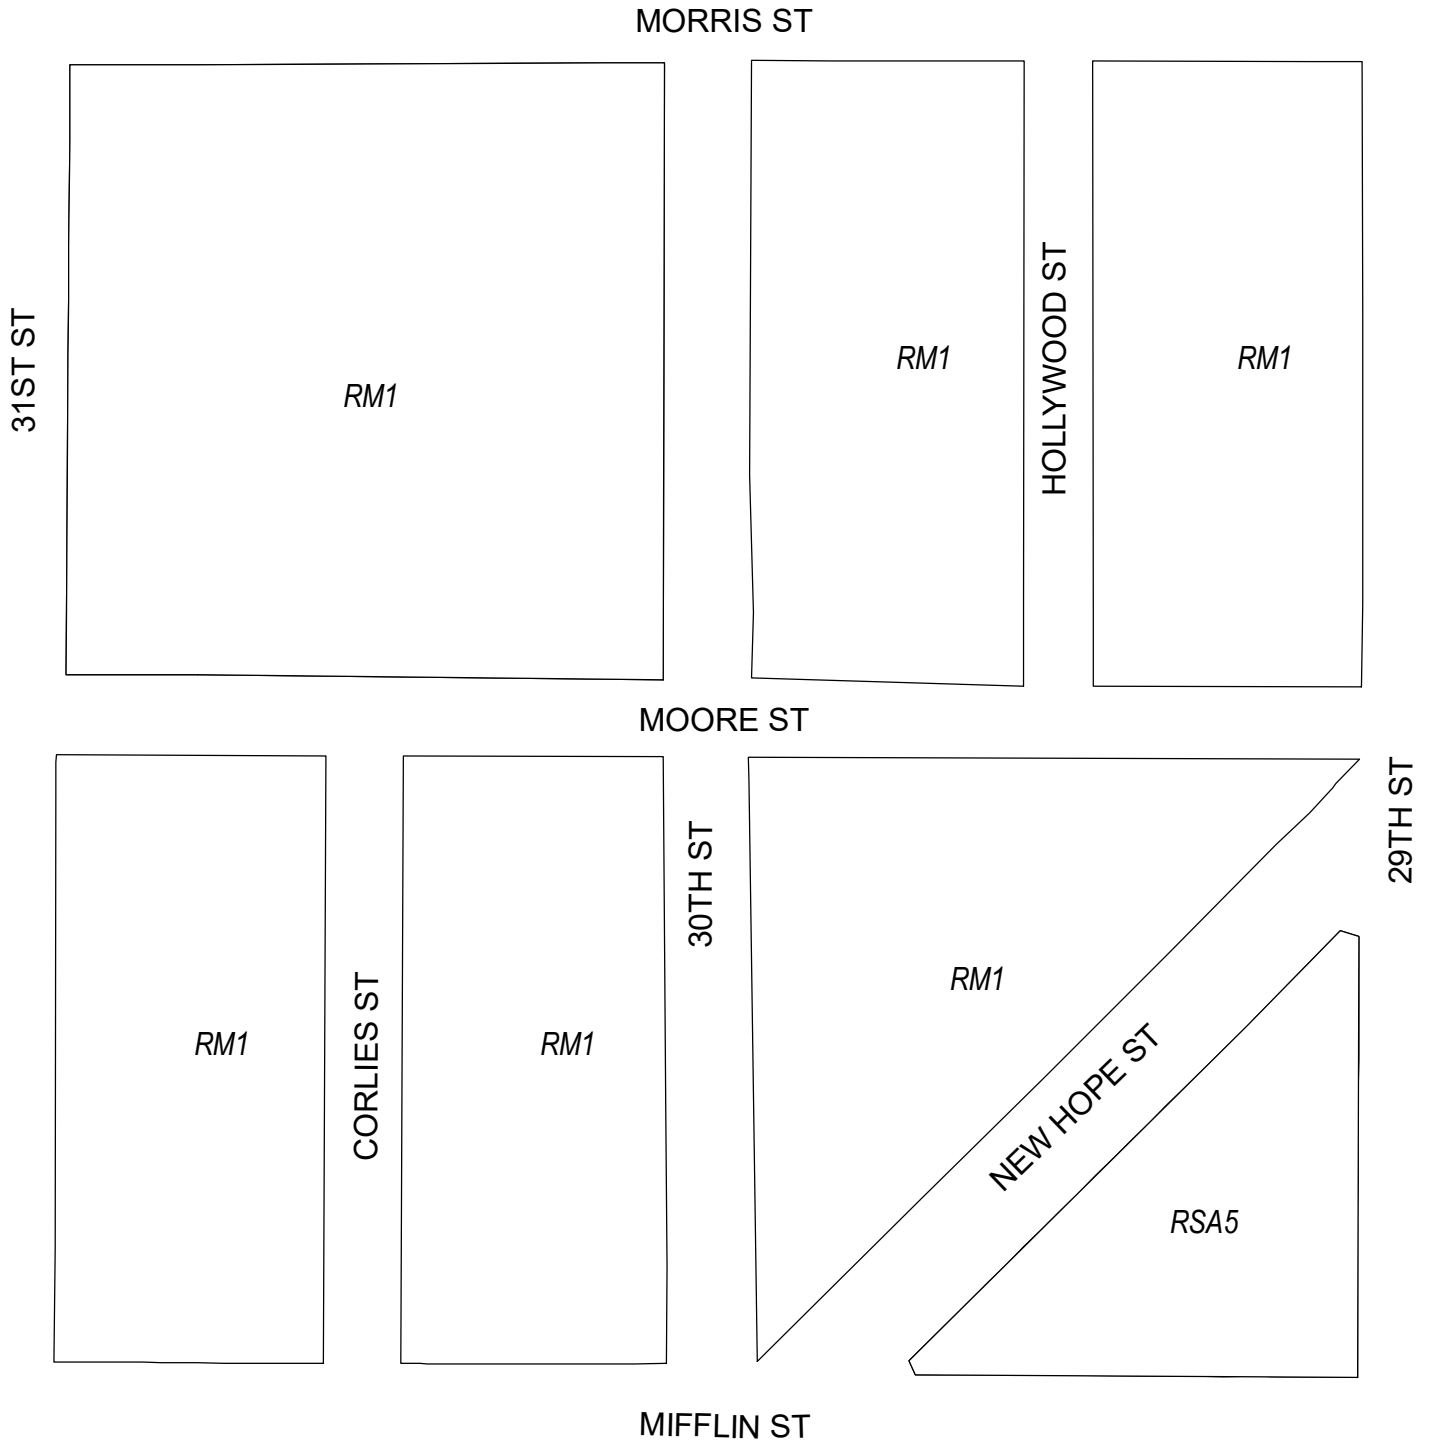 MORRIS ST
31ST ST
RM1
RM1
HOLLYWOOD ST
RM1
MOORE ST
RM1
CORLIES ST
RM1
30TH ST
RM1
29TH ST
NEW HOPE ST
RSA5
MIFFLIN ST